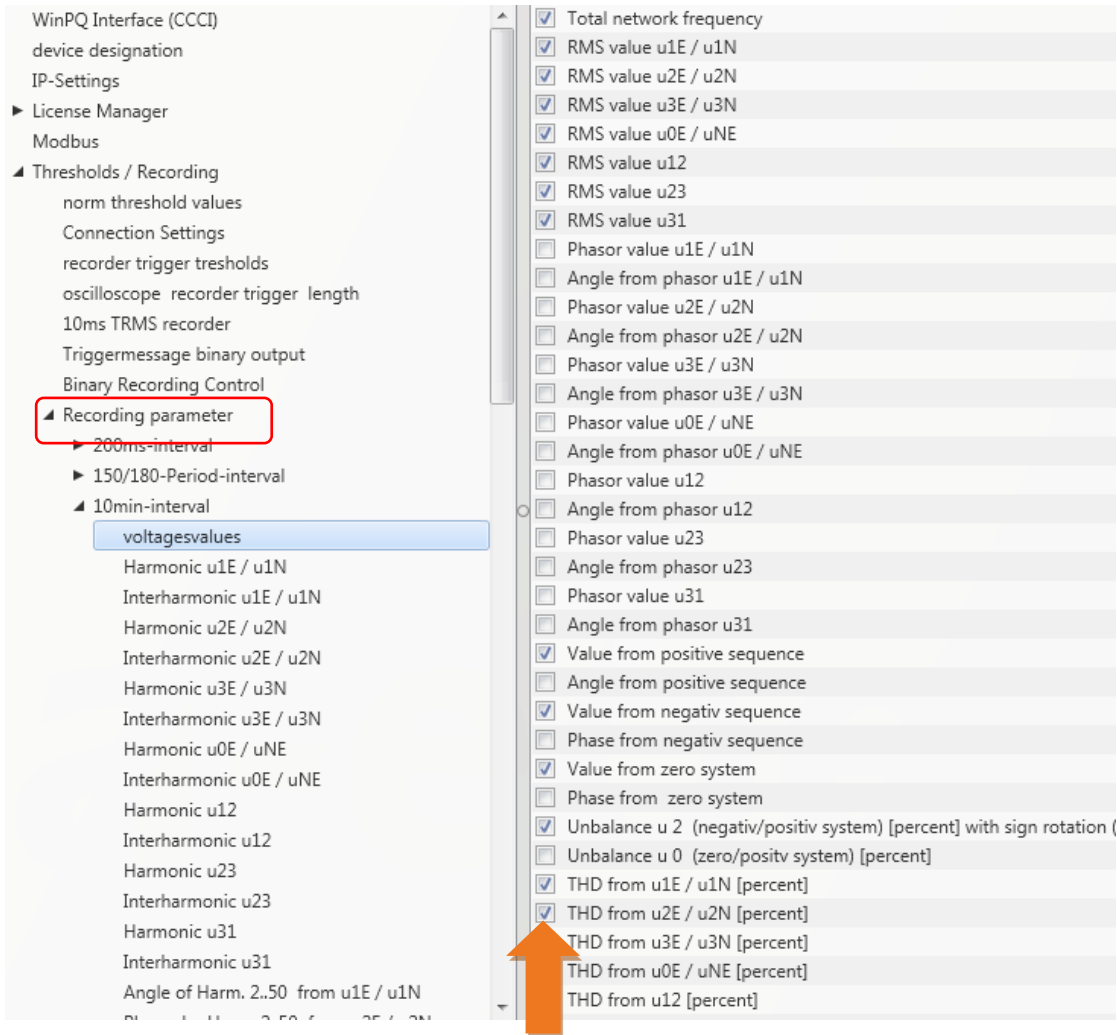 WinPQ Interface (CCCI)
device designation
IP-Settings
License Manager
Modbus
Thresholds / Recording
norm threshold values
Connection Settings
recorder trigger tresholds
oscilloscope recorder trigger length
10ms TRMS recorder
Triggermessage binary output
Binary Recording Control
Recording parameter
200ms-interval
150/180-Period-interval
10min-interval
voltagesvalues
Harmonic u1E / u1N
Interharmonic u1E / u1N
Harmonic u2E / u2N
Interharmonic u2E / u2N
Harmonic u3E / u3N
Interharmonic u3E / u3N
Harmonic u0E / uNE
Interharmonic u0E / uNE
Harmonic u12
Interharmonic u12
Harmonic u23
Interharmonic u23
Harmonic u31
Interharmonic u31
Angle of Harm. 2..50 from u1E / u1N
Total network frequency
RMS value u1E / u1N
RMS value u2E / u2N
RMS value u3E / u3N
RMS value u0E / uNE
RMS value u12
RMS value u23
RMS value u31
Phasor value u1E / u1N
Angle from phasor u1E / u1N
Phasor value u2E / u2N
Angle from phasor u2E / u2N
Phasor value u3E / u3N
Angle from phasor u3E / u3N
Phasor value u0E / uNE
Angle from phasor u0E / uNE
Phasor value u12
Angle from phasor u12
Phasor value u23
Angle from phasor u23
Phasor value u31
Angle from phasor u31
Value from positive sequence
Angle from positive sequence
Value from negativ sequence
Phase from negativ sequence
Value from zero system
Phase from zero system
Unbalance u 2 (negativ/positiv system) [percent] with sign rotation (
Unbalance u 0 (zero/positv system) [percent]
THD from u1E / u1N [percent]
THD from u2E / u2N [percent]
THD from u3E / u3N [percent]
THD from u0E / uNE [percent]
THD from u12 [percent]